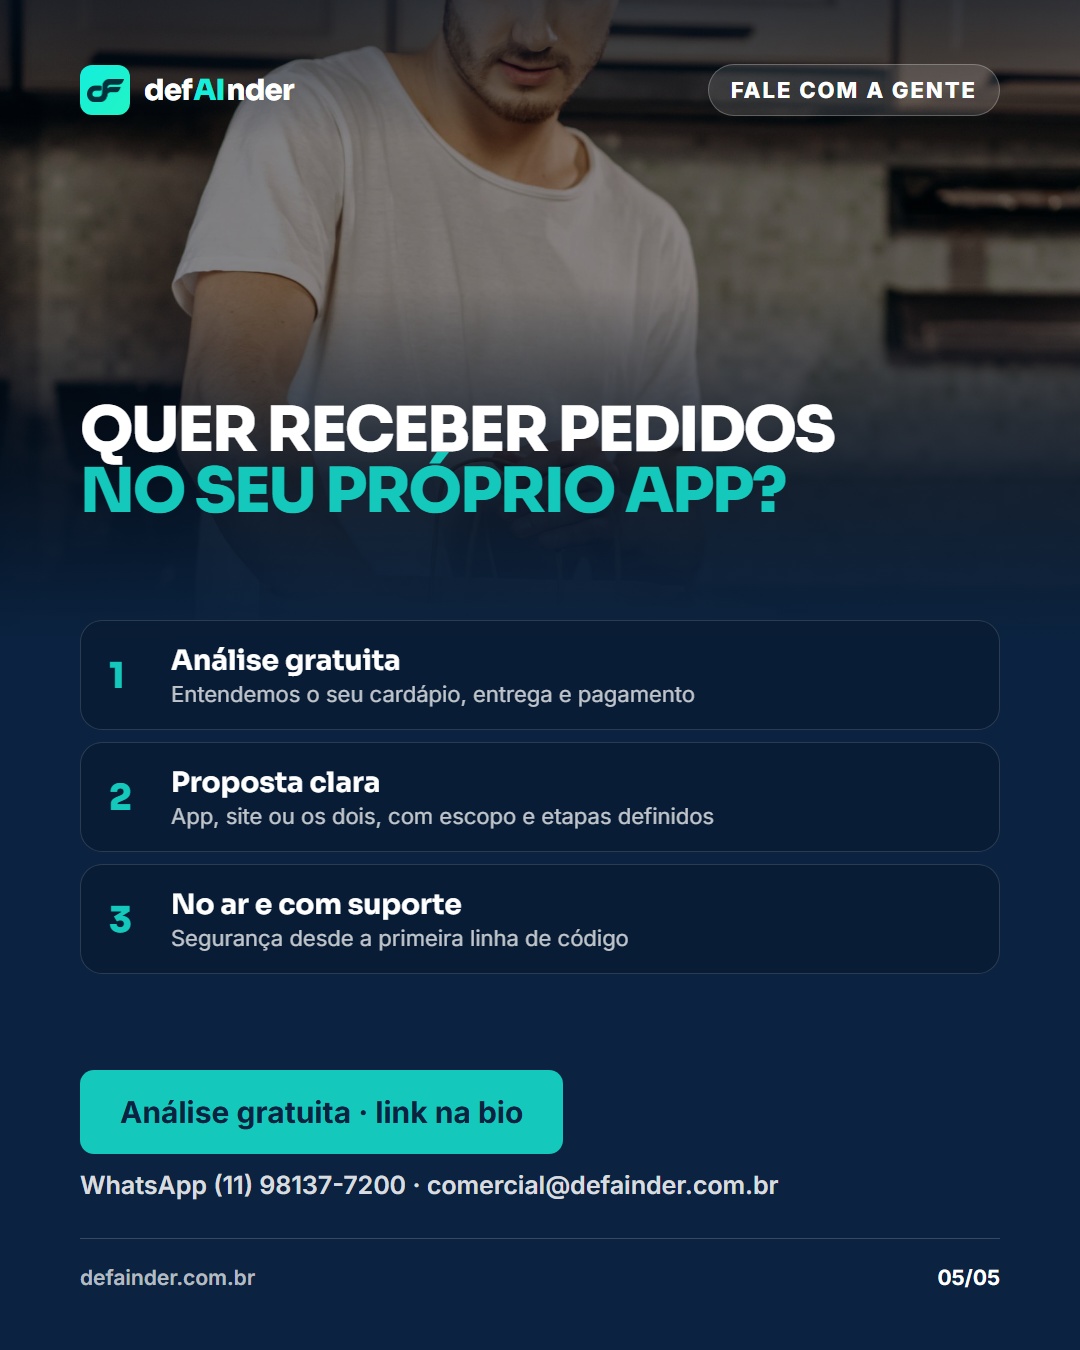 defAInder
FALE COM A GENTE
QUER RECEBER PEDIDOS
NO SEU PRÓPRIO APP?
1
Análise gratuita
Entendemos o seu cardápio, entrega e pagamento
2
Proposta clara
App, site ou os dois, com escopo e etapas definidos
3
No ar e com suporte
Segurança desde a primeira linha de código
Análise gratuita · link na bio
WhatsApp (11) 98137-7200 · comercial@defainder.com.br
defainder.com.br
05/05